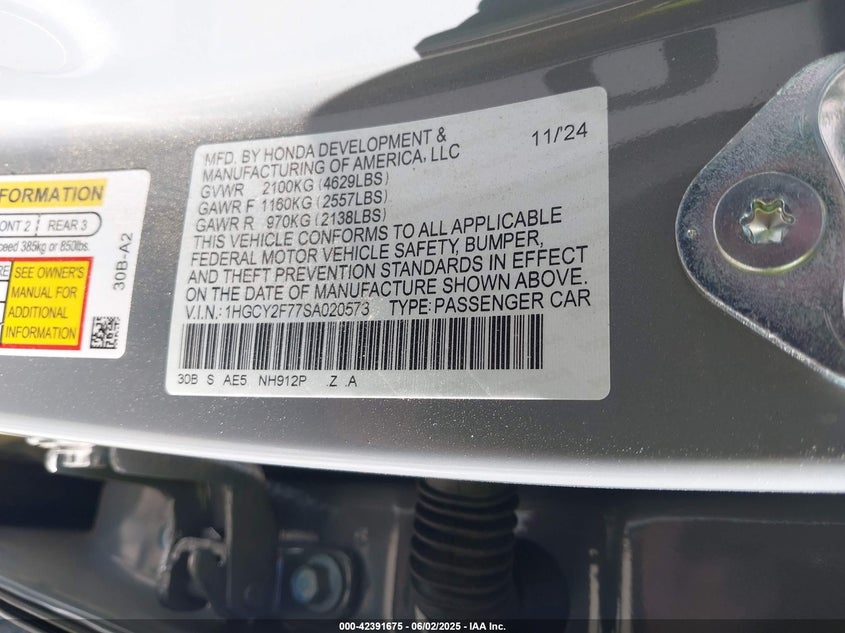 MFD. BY HONDA DEVELOPMENT &
MANUFACTURING OF AMERICA, LLC
11/24
GVWR 2100KG (4629LBS)
GAWR F 1160KG (2557LBS)
GAWR R 970KG (2138LBS)
THIS VEHICLE CONFORMS TO ALL APPLICABLE
FEDERAL MOTOR VEHICLE SAFETY, BUMPER,
AND THEFT PREVENTION STANDARDS IN EFFECT
ON THE DATE OF MANUFACTURE SHOWN ABOVE.
V.I.N.: 1HGCY2F77SA020573 TYPE: PASSENGER CAR
30B S AE5 NH912P .Z .A
FORMATION
ONT 2 REAR 3
ceed 385kg or 850lbs.
RE
SEE OWNER'S
MANUAL FOR
ADDITIONAL
INFORMATION
30B-A2
000-42391675 - 06/02/2025 - IAA Inc.